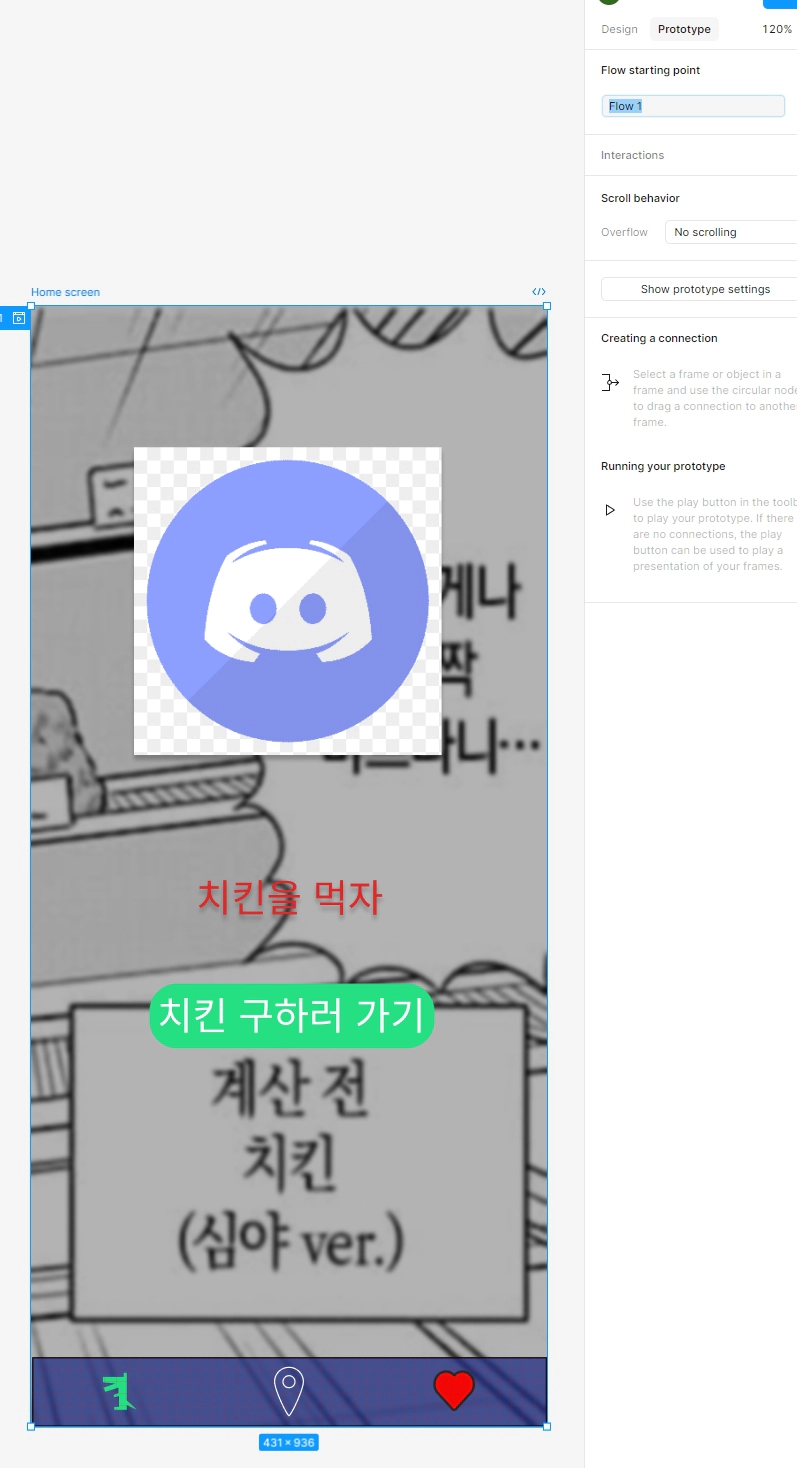 Design
Prototype
120%
Flow starting point
Flow 1
Interactions
Scroll behavior
Overflow
No scrolling
Show prototype settings
Creating a connection
Select a frame or object in a
frame and use the circular node
to drag a connection to another
frame.
Running your prototype
Use the play button in the toolb
to play your prototype. If there
are no connections, the play
button can be used to play a
presentation of your frames.
Home screen
게나
짝
니…
치킨을 먹자
치킨 구하러 가기
계산 전
치킨
(심야 ver.)
431 × 936